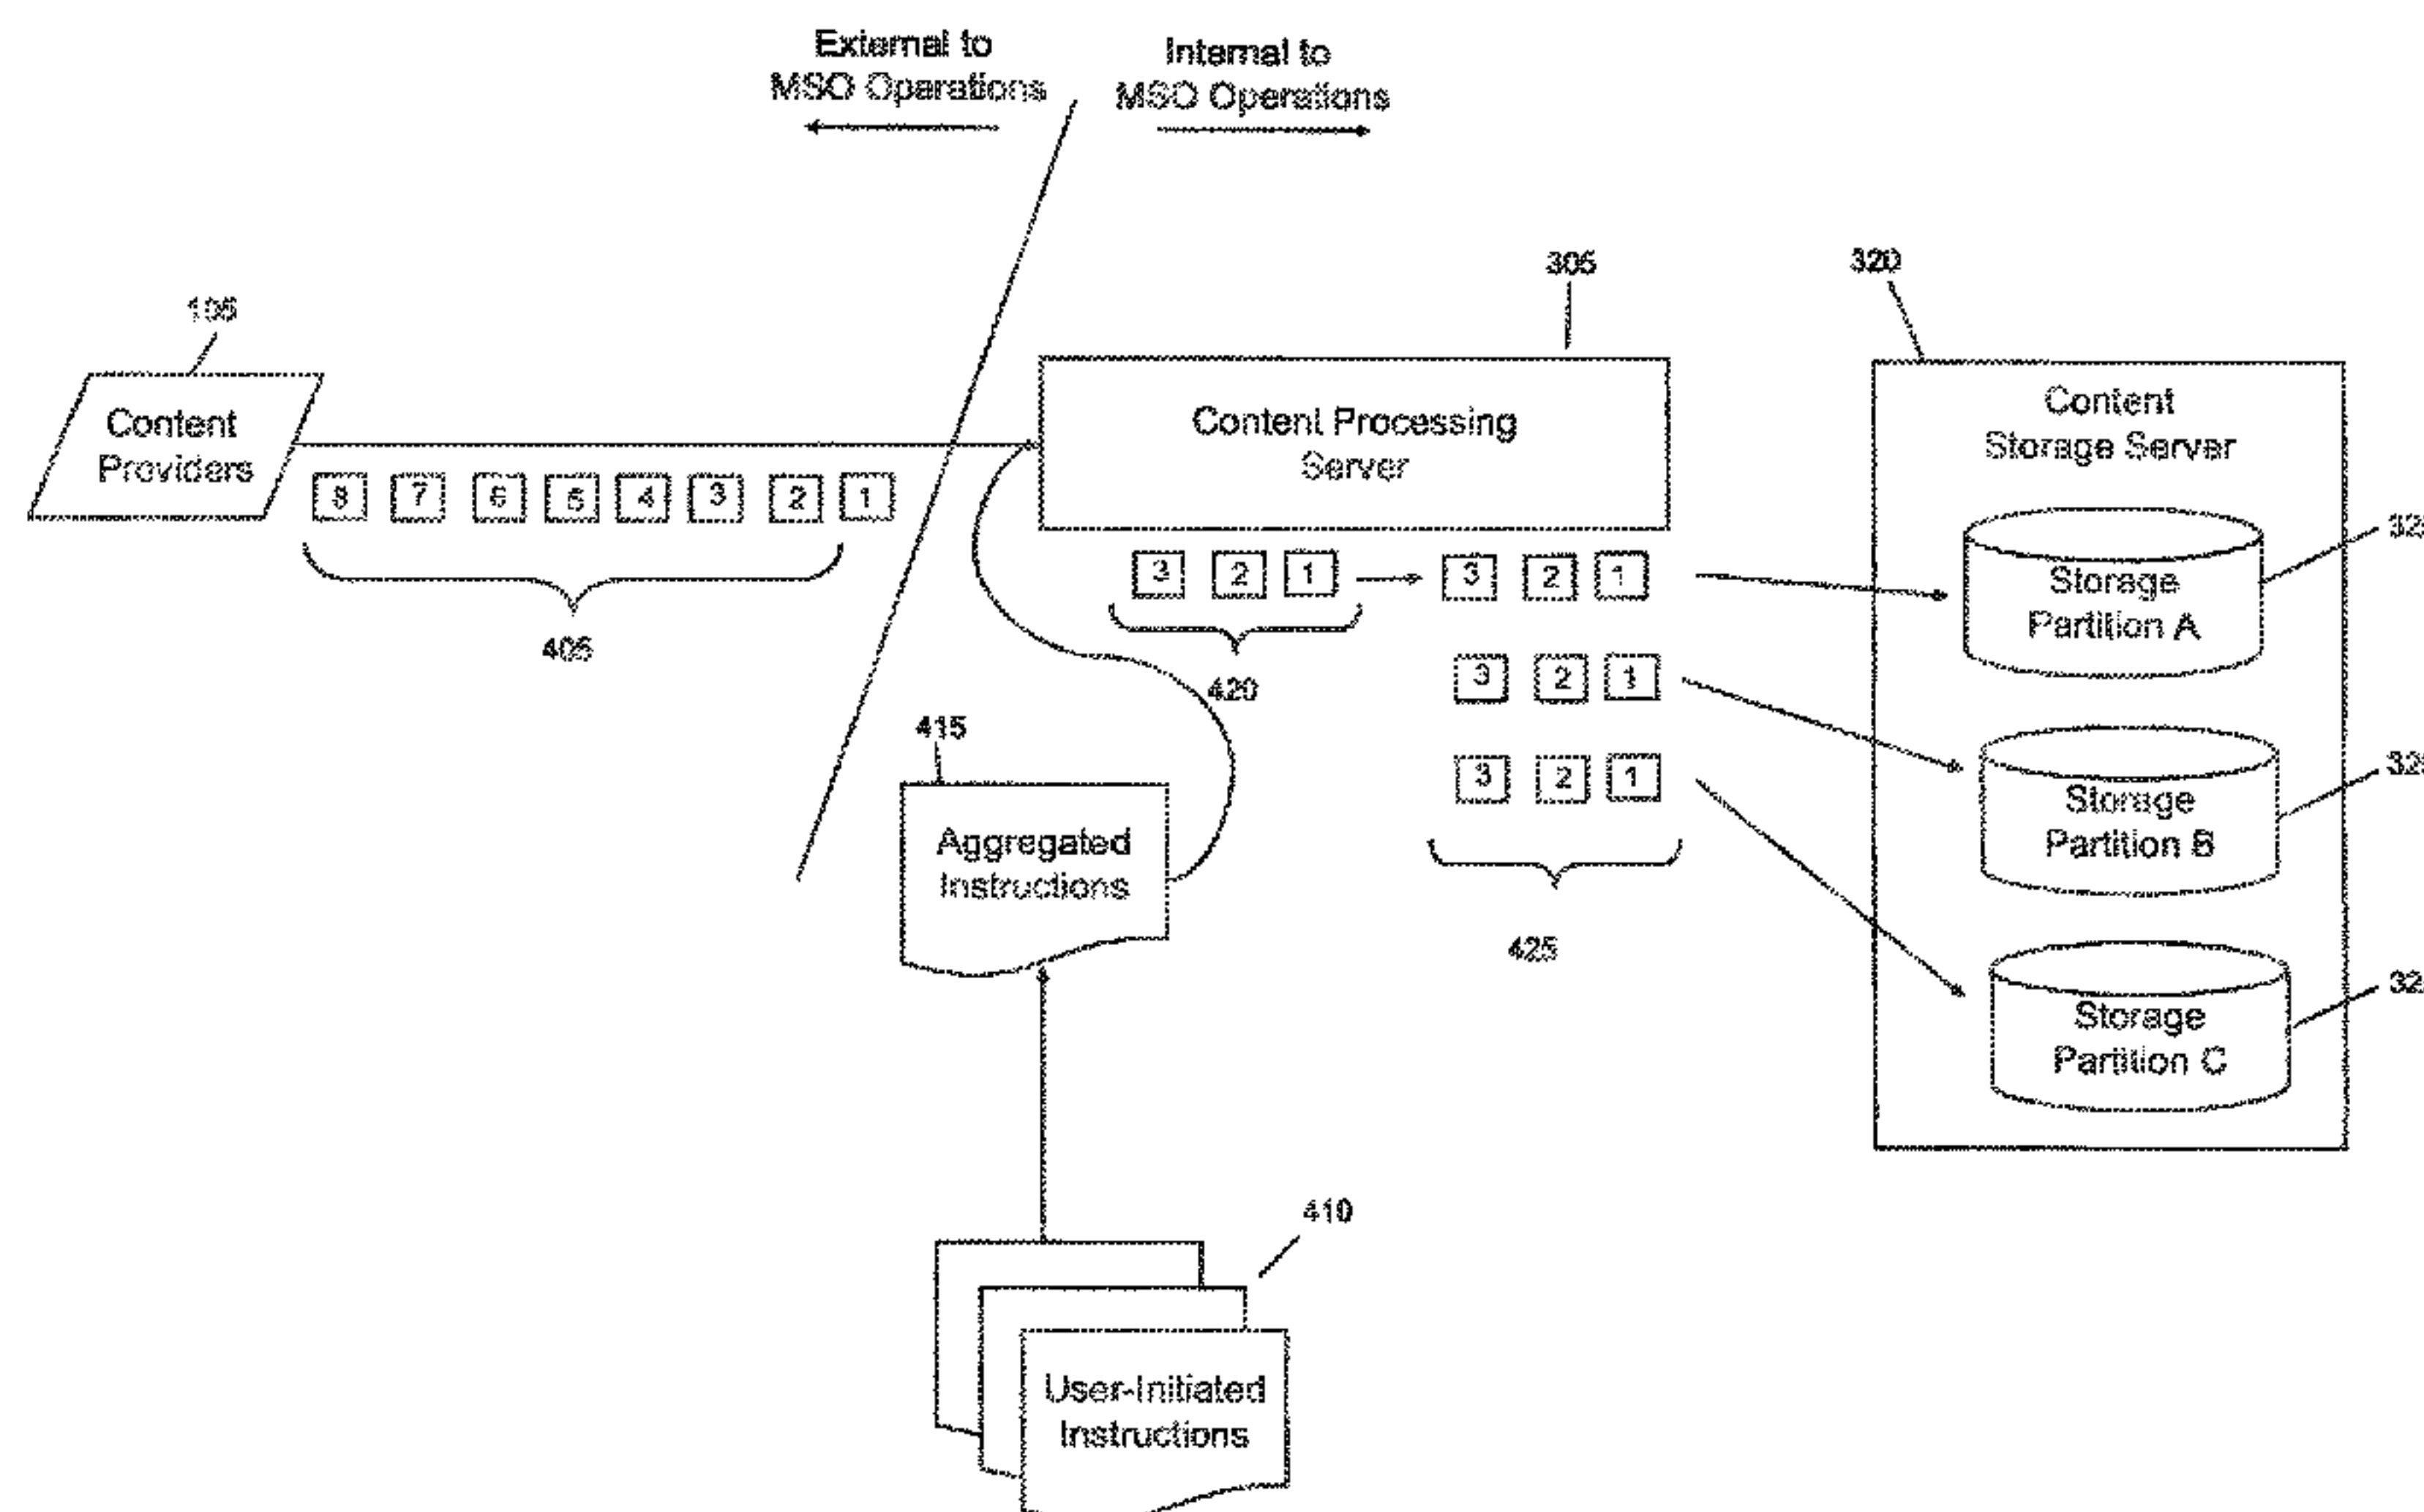 External to
MSO Operations
Internal to
MSO Operations
305
320
105
Content
Providers
Content Processing
Server
Content
Storage Server
8 7 6 5 4 3 2 1
405
3 2 1
3 2 1
420
3 2 1
3 2 1
425
Storage
Partition A
Storage
Partition B
Storage
Partition C
415
Aggregated
Instructions
410
User-Initiated
Instructions